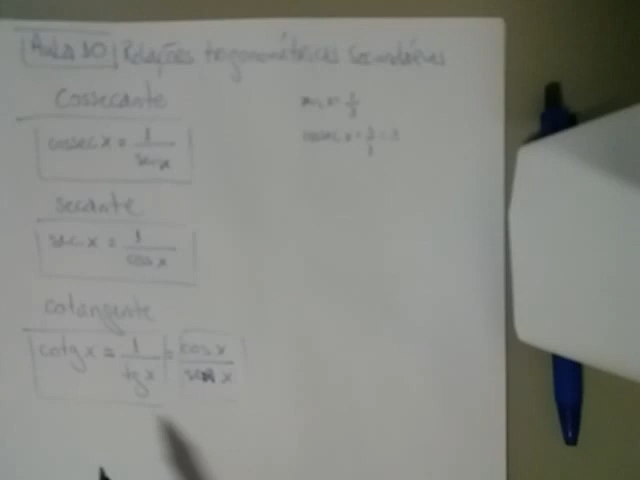 Aula 10 Relações trigonométricas Secundárias
Cossecante
cossec x = 1/sen x
secante
sec x = 1/cos x
cotangente
cotg x = 1/tg x = cos x/sen x